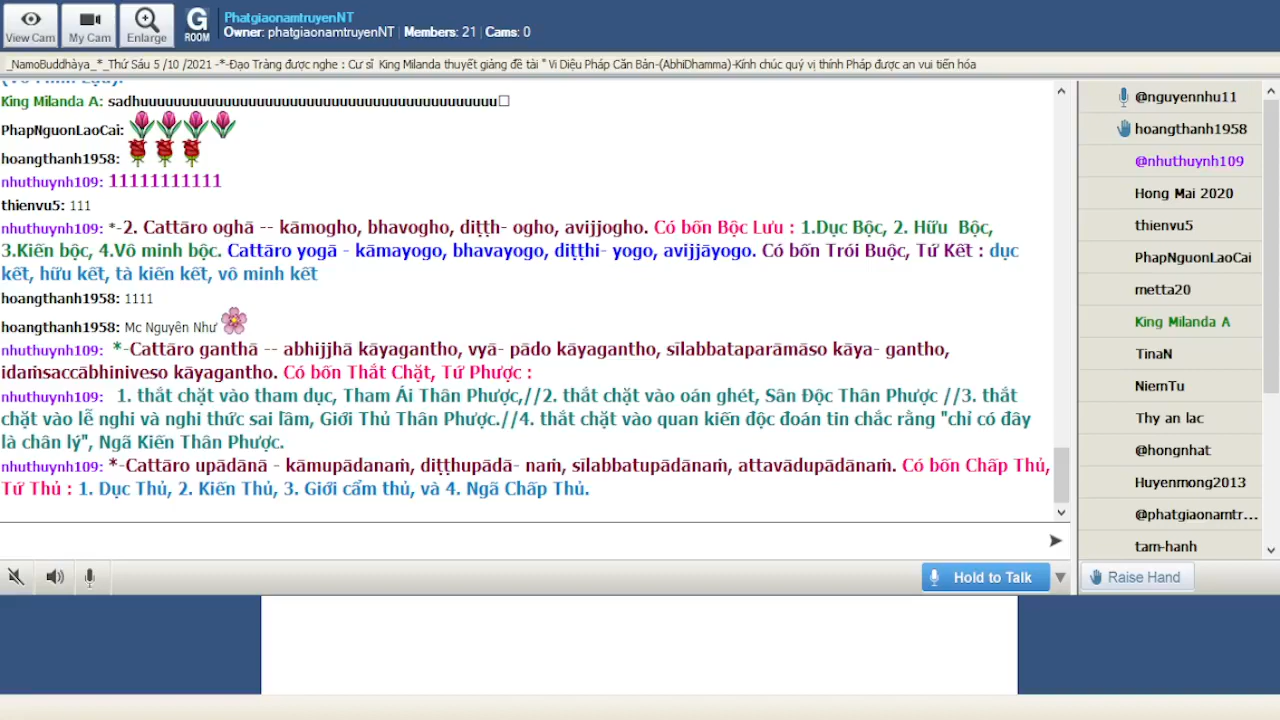 View Cam
My Cam
Enlarge
G
ROOM
PhatgiaonamtruyenNT
Owner: phatgiaonamtruyenNT | Members: 21 | Cams: 0
_NamoBuddhàya_*_Thứ Sáu 5 /10 /2021 -*-Đạo Tràng được nghe : Cư sĩ King Milanda thuyết giảng đề tài " Vi Diệu Pháp Căn Bản-(AbhiDhamma)-Kính chúc quý vị thính Pháp được an vui tiến hóa
King Milanda A: sadhuuuuuuuuuuuuuuuuuuuuuuuuuuuuuuuuuuuuuuuuuuu□
PhapNguonLaoCai:
hoangthanh1958:
nhuthuynh109: 11111111111
thienvu5: 111
nhuthuynh109: *-2. Cattāro oghā -- kāmogho, bhavogho, diṭṭh- ogho, avijjogho. Có bốn Bộc Lưu : 1.Dục Bộc, 2. Hữu Bộc,
3.Kiến bộc, 4.Vô minh bộc. Cattāro yogā - kāmayogo, bhavayogo, diṭṭhi- yogo, avijjāyogo. Có bốn Trói Buộc, Tứ Kết : dục
kết, hữu kết, tà kiến kết, vô minh kết
hoangthanh1958: 1111
hoangthanh1958: Mc Nguyên Như
nhuthuynh109: *-Cattāro ganthā -- abhijjhā kāyagantho, vyā- pādo kāyagantho, sīlabbataparāmāso kāya- gantho,
idaṁsaccābhiniveso kāyagantho. Có bốn Thắt Chặt, Tứ Phược :
nhuthuynh109: 1. thắt chặt vào tham dục, Tham Ái Thân Phược,//2. thắt chặt vào oán ghét, Sân Độc Thân Phược //3. thắt
chặt vào lễ nghi và nghi thức sai lầm, Giới Thủ Thân Phược.//4. thắt chặt vào quan kiến độc đoán tin chắc rằng "chỉ có đây
là chân lý", Ngã Kiến Thân Phược.
nhuthuynh109: *-Cattāro upādānā - kāmupādanaṁ, diṭṭhupādā- naṁ, sīlabbatupādānaṁ, attavādupādānaṁ. Có bốn Chấp Thủ,
Tứ Thủ : 1. Dục Thủ, 2. Kiến Thủ, 3. Giới cấm thủ, và 4. Ngã Chấp Thủ.
Hold to Talk
@nguyennhu11
hoangthanh1958
@nhuthuynh109
Hong Mai 2020
thienvu5
PhapNguonLaoCai
metta20
King Milanda A
TinaN
NiemTu
Thy an lac
@hongnhat
Huyenmong2013
@phatgiaonamtr...
tam-hanh
Raise Hand